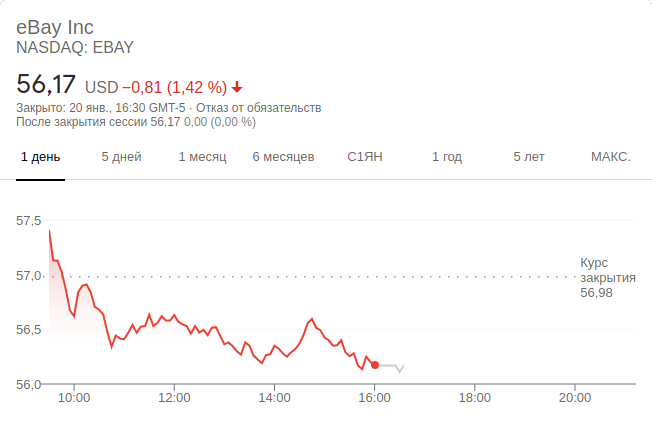 eBay Inc
NASDAQ: EBAY
56,17 USD −0,81 (1,42 %)
Закрыто: 20 янв., 16:30 GMT-5 · Отказ от обязательств
После закрытия сессии 56,17 0,00 (0,00 %)
1 день 5 дней 1 месяц 6 месяцев С1ЯН 1 год 5 лет МАКС.
57,5
Курс
57,0 закрытия
56,98
56,5
56,0
10:00 12:00 14:00 16:00 18:00 20:00